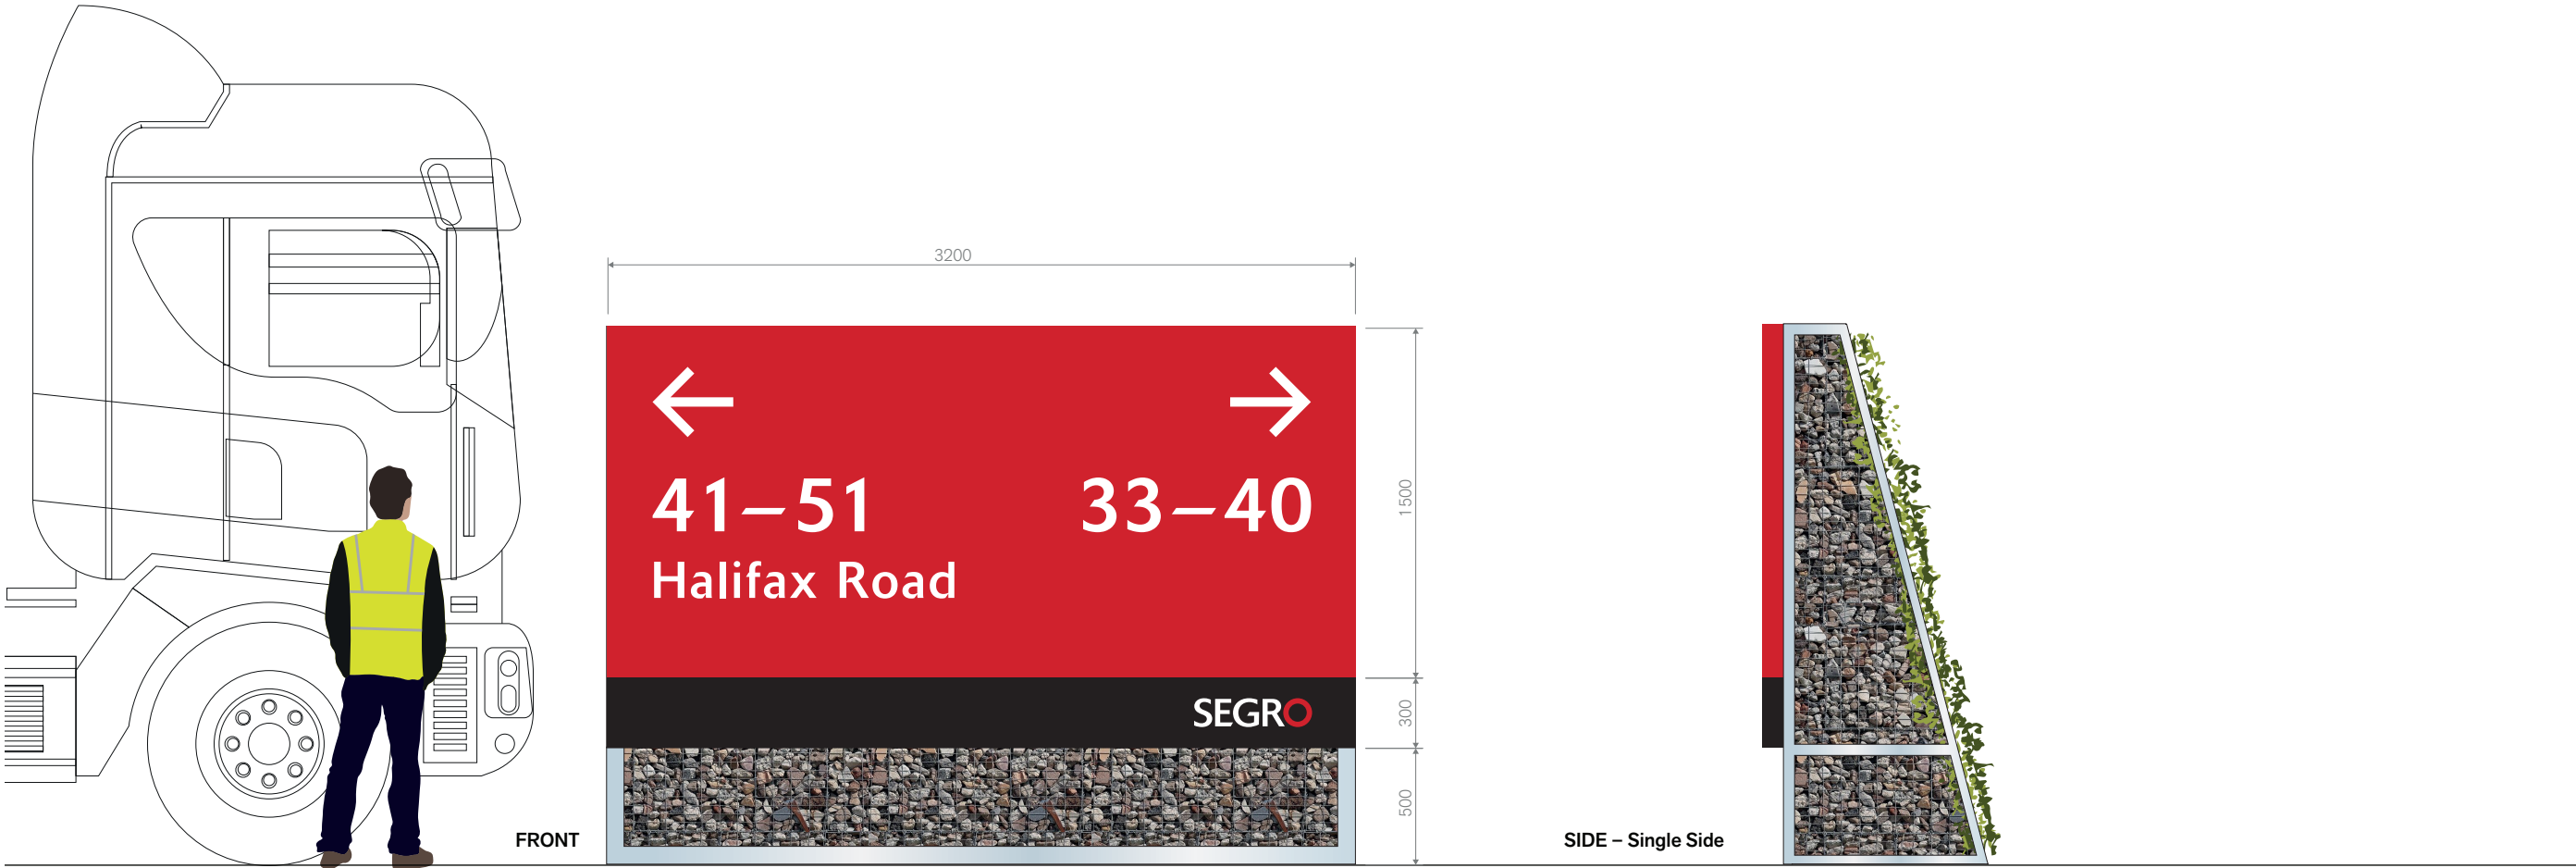 3200
41–51
33–40
Halifax Road
1500
SEGRO
300
500
FRONT
SIDE – Single Side